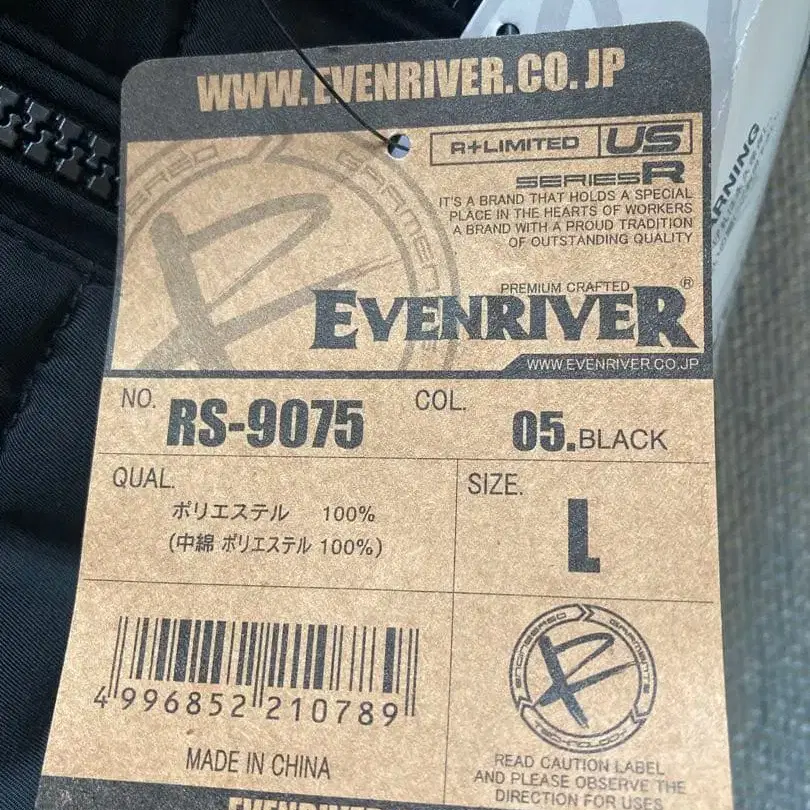 WWW.EVENRIVER.CO.JP
R+LIMITED US
SERIES R
IT'S A BRAND THAT HOLDS A SPECIAL
PLACE IN THE HEARTS OF WORKERS
A BRAND WITH A PROUD TRADITION
OF OUTSTANDING QUALITY
PREMIUM CRAFTED
EVENRIVER®
WWW.EVENRIVER.CO.JP
NO. RS-9075 COL. 05.BLACK
QUAL. SIZE.
ポリエステル 100%
(中綿 ポリエステル 100%)
L
4 996852 210789
MADE IN CHINA
READ CAUTION LABEL
AND PLEASE OBSERVE THE
DIRECTION FOR USES
EVENRIVER